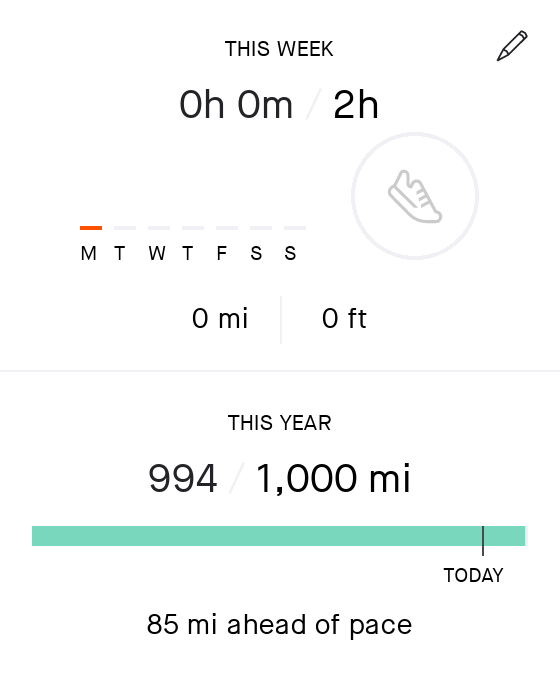 THIS WEEK
0h 0m / 2h
M T W T F S S
0 mi 0 ft
THIS YEAR
994 / 1,000 mi
TODAY
85 mi ahead of pace